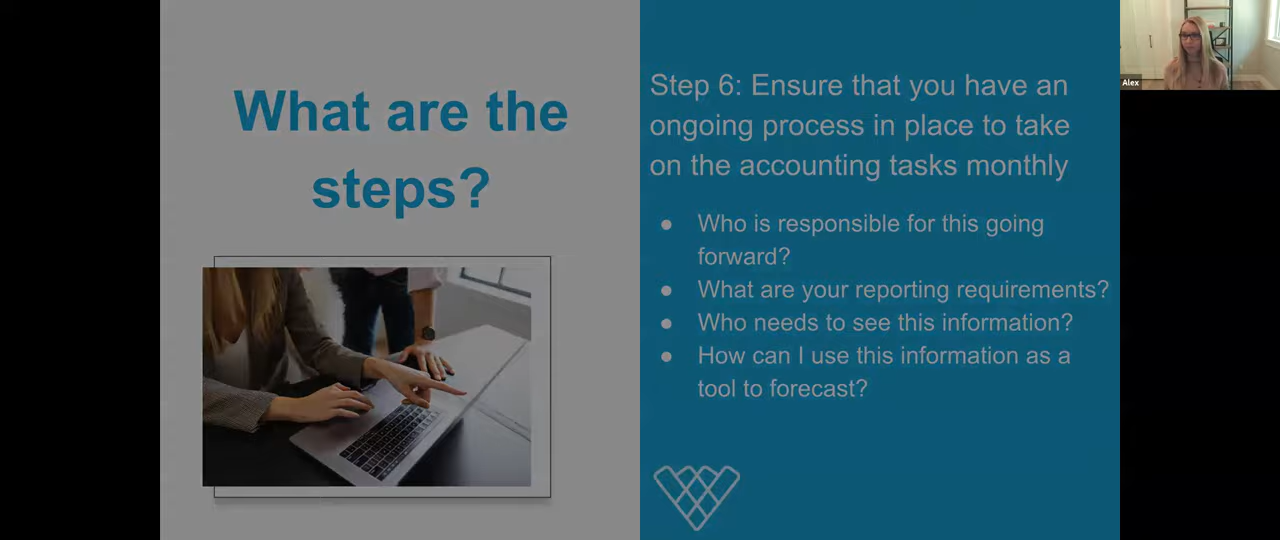 What are the
steps?
Step 6: Ensure that you have an
ongoing process in place to take
on the accounting tasks monthly
● Who is responsible for this going
forward?
● What are your reporting requirements?
● Who needs to see this information?
● How can I use this information as a
tool to forecast?
Alex